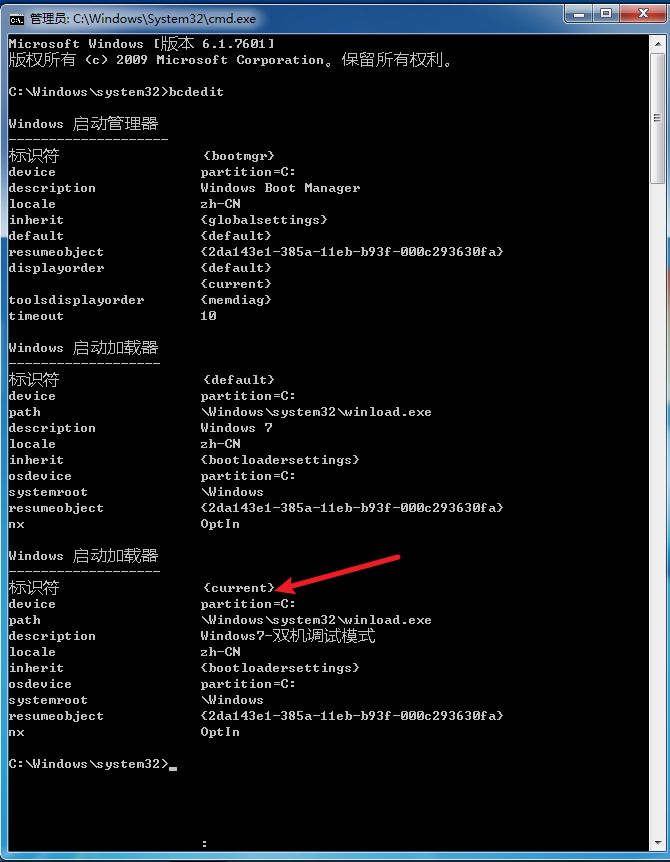 管理员: C:\Windows\System32\cmd.exe
Microsoft Windows [版本 6.1.7601]
版权所有 (c) 2009 Microsoft Corporation。保留所有权利。
C:\Windows\system32>bcdedit
Windows 启动管理器
--------------------
标识符 {bootmgr}
device partition=C:
description Windows Boot Manager
locale zh-CN
inherit {globalsettings}
default {default}
resumeobject {2da143e1-385a-11eb-b93f-000c293630fa}
displayorder {default}
{current}
toolsdisplayorder {memdiag}
timeout 10
Windows 启动加载器
-------------------
标识符 {default}
device partition=C:
path \Windows\system32\winload.exe
description Windows 7
locale zh-CN
inherit {bootloadersettings}
osdevice partition=C:
systemroot \Windows
resumeobject {2da143e1-385a-11eb-b93f-000c293630fa}
nx OptIn
Windows 启动加载器
-------------------
标识符 {current}
device partition=C:
path \Windows\system32\winload.exe
description Windows7-双机调试模式
locale zh-CN
inherit {bootloadersettings}
osdevice partition=C:
systemroot \Windows
resumeobject {2da143e1-385a-11eb-b93f-000c293630fa}
nx OptIn
C:\Windows\system32>_
: